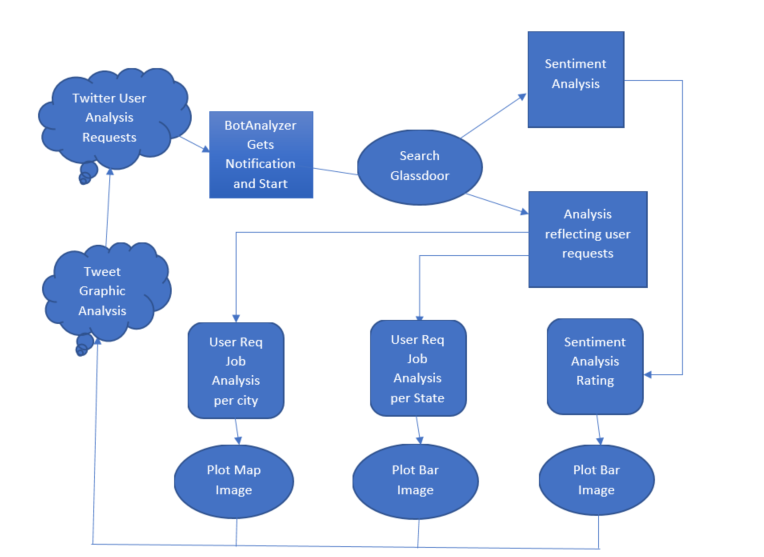 Twitter User
Analysis
Requests
BotAnalyzer
Gets
Notification
and Start
Search
Glassdoor
Sentiment
Analysis
Analysis
reflecting user
requests
Tweet
Graphic
Analysis
User Req
Job
Analysis
per city
User Req
Job
Analysis
per State
Sentiment
Analysis
Rating
Plot Map
Image
Plot Bar
Image
Plot Bar
Image